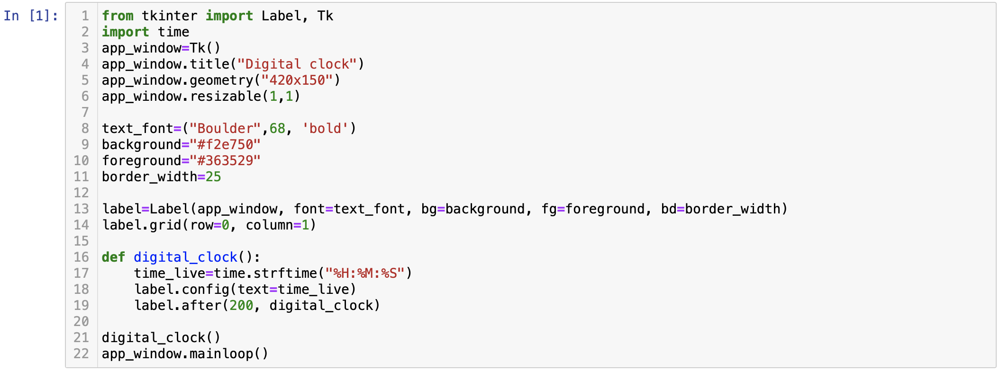 In [1]:
1 from tkinter import Label, Tk
2 import time
3 app_window=Tk()
4 app_window.title("Digital clock")
5 app_window.geometry("420x150")
6 app_window.resizable(1,1)
7
8 text_font=("Boulder",68, 'bold')
9 background="#f2e750"
10 foreground="#363529"
11 border_width=25
12
13 label=Label(app_window, font=text_font, bg=background, fg=foreground, bd=border_width)
14 label.grid(row=0, column=1)
15
16 def digital_clock():
17     time_live=time.strftime("%H:%M:%S")
18     label.config(text=time_live)
19     label.after(200, digital_clock)
20
21 digital_clock()
22 app_window.mainloop()